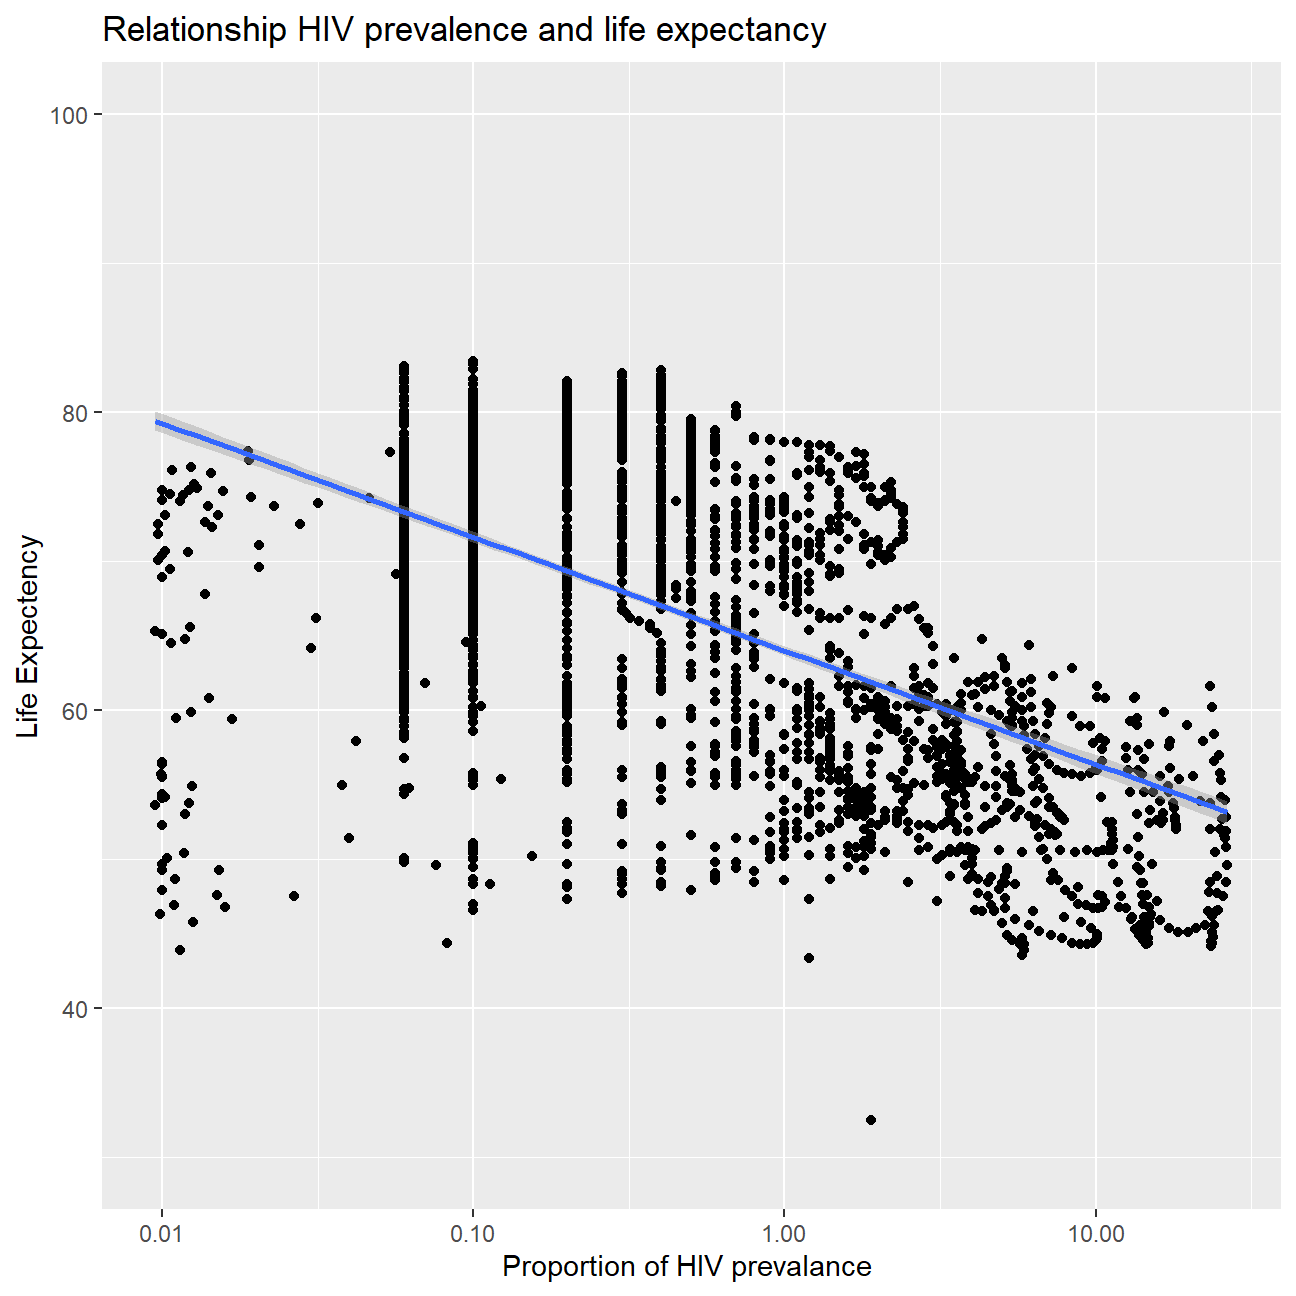 Relationship HIV prevalence and life expectancy
100
80
60
40
Life Expectency
0.01
0.10
1.00
10.00
Proportion of HIV prevalance